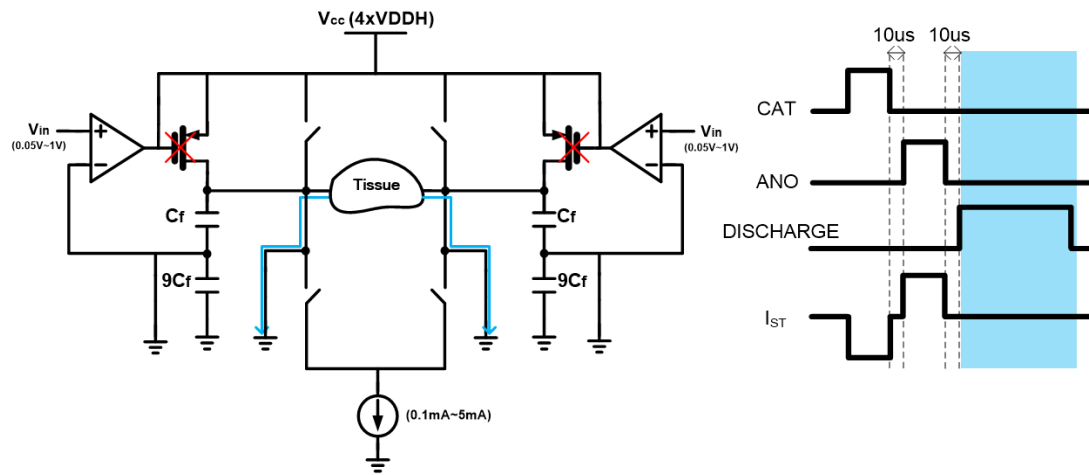 Vcc (4xVDDH)
Vin
(0.05V~1V)
+
−
Cf
9Cf
Tissue
Vin
(0.05V~1V)
+
−
Cf
9Cf
(0.1mA~5mA)
10us 10us
CAT
ANO
DISCHARGE
IST